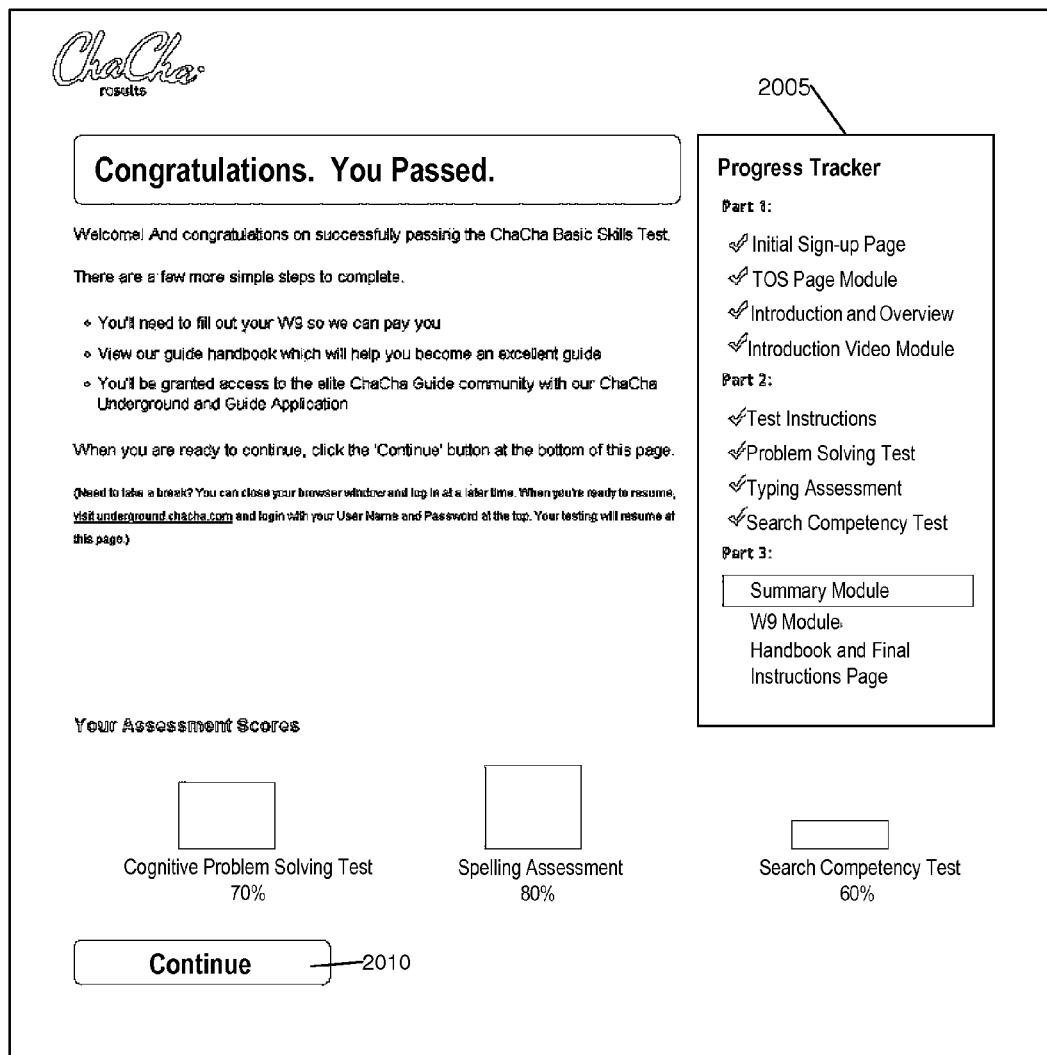 ChaCha
results
2005
Congratulations. You Passed.
Welcome! And congratulations on successfully passing the ChaCha Basic Skills Test.
There are a few more simple steps to complete.
• You'll need to fill out your W9 so we can pay you
• View our guide handbook which will help you become an excellent guide
• You'll be granted access to the elite ChaCha Guide community with our ChaCha
Underground and Guide Application
When you are ready to continue, click the 'Continue' button at the bottom of this page.
(Need to take a break? You can close your browser window and log in at a later time. When you're ready to resume,
visit underground.chacha.com and login with your User Name and Password at the top. Your testing will resume at
this page.)
Progress Tracker
Part 1:
Initial Sign-up Page
TOS Page Module
Introduction and Overview
Introduction Video Module
Part 2:
Test Instructions
Problem Solving Test
Typing Assessment
Search Competency Test
Part 3:
Summary Module
W9 Module
Handbook and Final
Instructions Page
Your Assessment Scores
Cognitive Problem Solving Test
70%
Spelling Assessment
80%
Search Competency Test
60%
Continue
2010